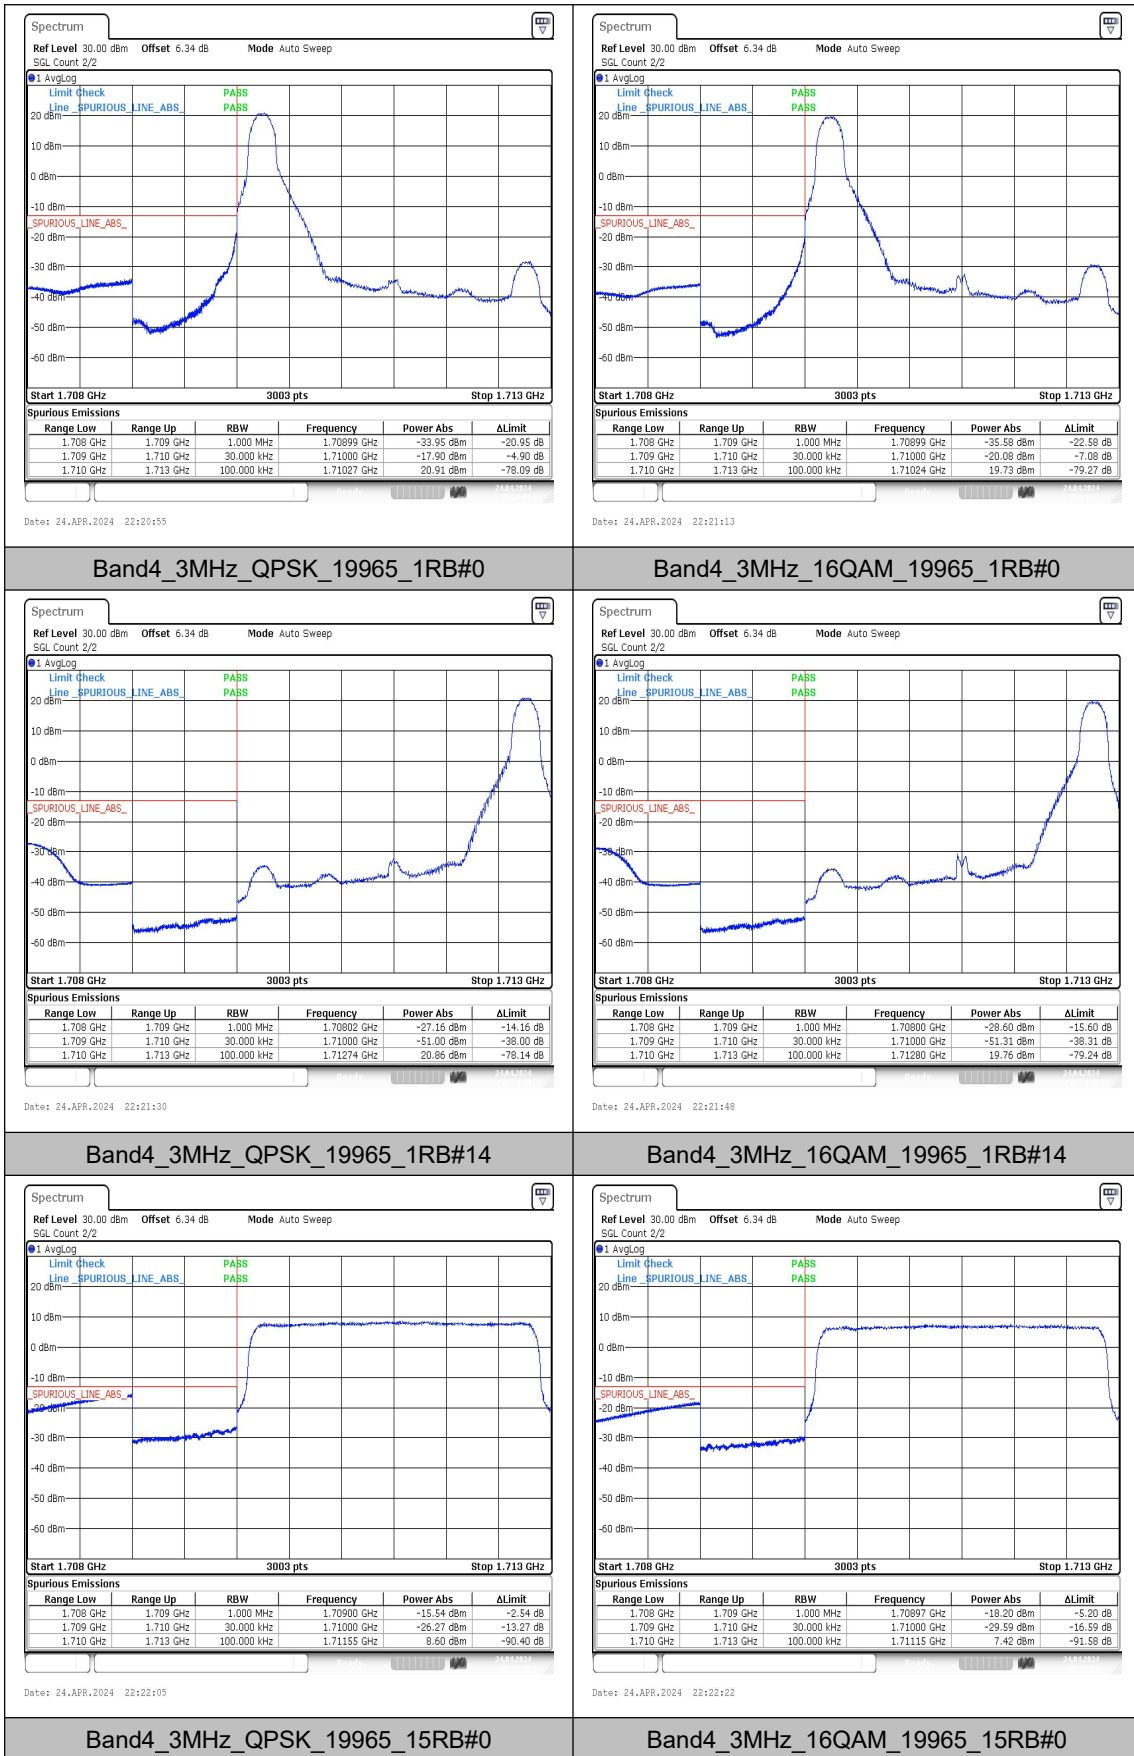 Spectrum
Ref Level 30.00 dBm Offset 6.34 dB Mode Auto Sweep
SGL Count 2/2
1 AvgLog
Limit Check PASS
Line _SPURIOUS_LINE_ABS_ PASS
20 dBm
10 dBm
0 dBm
-10 dBm
_SPURIOUS_LINE_ABS_
-20 dBm
-30 dBm
-40 dBm
-50 dBm
-60 dBm
Start 1.708 GHz 3003 pts Stop 1.713 GHz
Spurious Emissions
Range Low Range Up RBW Frequency Power Abs ΔLimit
1.708 GHz 1.709 GHz 1.000 MHz 1.70899 GHz -33.95 dBm -20.95 dB
1.709 GHz 1.710 GHz 30.000 kHz 1.71000 GHz -17.90 dBm -4.90 dB
1.710 GHz 1.713 GHz 100.000 kHz 1.71027 GHz 20.91 dBm -78.09 dB
Date: 24.APR.2024 22:20:55
Band4_3MHz_QPSK_19965_1RB#0
Spectrum
Ref Level 30.00 dBm Offset 6.34 dB Mode Auto Sweep
SGL Count 2/2
1 AvgLog
Limit Check PASS
Line _SPURIOUS_LINE_ABS_ PASS
20 dBm
10 dBm
0 dBm
-10 dBm
_SPURIOUS_LINE_ABS_
-20 dBm
-30 dBm
-40 dBm
-50 dBm
-60 dBm
Start 1.708 GHz 3003 pts Stop 1.713 GHz
Spurious Emissions
Range Low Range Up RBW Frequency Power Abs ΔLimit
1.708 GHz 1.709 GHz 1.000 MHz 1.70899 GHz -35.58 dBm -22.58 dB
1.709 GHz 1.710 GHz 30.000 kHz 1.71000 GHz -20.08 dBm -7.08 dB
1.710 GHz 1.713 GHz 100.000 kHz 1.71024 GHz 19.73 dBm -79.27 dB
Date: 24.APR.2024 22:21:13
Band4_3MHz_16QAM_19965_1RB#0
Spectrum
Ref Level 30.00 dBm Offset 6.34 dB Mode Auto Sweep
SGL Count 2/2
1 AvgLog
Limit Check PASS
Line _SPURIOUS_LINE_ABS_ PASS
20 dBm
10 dBm
0 dBm
-10 dBm
_SPURIOUS_LINE_ABS_
-20 dBm
-30 dBm
-40 dBm
-50 dBm
-60 dBm
Start 1.708 GHz 3003 pts Stop 1.713 GHz
Spurious Emissions
Range Low Range Up RBW Frequency Power Abs ΔLimit
1.708 GHz 1.709 GHz 1.000 MHz 1.70802 GHz -27.16 dBm -14.16 dB
1.709 GHz 1.710 GHz 30.000 kHz 1.71000 GHz -51.00 dBm -38.00 dB
1.710 GHz 1.713 GHz 100.000 kHz 1.71274 GHz 20.86 dBm -78.14 dB
Date: 24.APR.2024 22:21:30
Band4_3MHz_QPSK_19965_1RB#14
Spectrum
Ref Level 30.00 dBm Offset 6.34 dB Mode Auto Sweep
SGL Count 2/2
1 AvgLog
Limit Check PASS
Line _SPURIOUS_LINE_ABS_ PASS
20 dBm
10 dBm
0 dBm
-10 dBm
_SPURIOUS_LINE_ABS_
-20 dBm
-30 dBm
-40 dBm
-50 dBm
-60 dBm
Start 1.708 GHz 3003 pts Stop 1.713 GHz
Spurious Emissions
Range Low Range Up RBW Frequency Power Abs ΔLimit
1.708 GHz 1.709 GHz 1.000 MHz 1.70800 GHz -28.60 dBm -15.60 dB
1.709 GHz 1.710 GHz 30.000 kHz 1.71000 GHz -51.31 dBm -38.31 dB
1.710 GHz 1.713 GHz 100.000 kHz 1.71280 GHz 19.76 dBm -79.24 dB
Date: 24.APR.2024 22:21:48
Band4_3MHz_16QAM_19965_1RB#14
Spectrum
Ref Level 30.00 dBm Offset 6.34 dB Mode Auto Sweep
SGL Count 2/2
1 AvgLog
Limit Check PASS
Line _SPURIOUS_LINE_ABS_ PASS
20 dBm
10 dBm
0 dBm
-10 dBm
_SPURIOUS_LINE_ABS_
-20 dBm
-30 dBm
-40 dBm
-50 dBm
-60 dBm
Start 1.708 GHz 3003 pts Stop 1.713 GHz
Spurious Emissions
Range Low Range Up RBW Frequency Power Abs ΔLimit
1.708 GHz 1.709 GHz 1.000 MHz 1.70900 GHz -15.54 dBm -2.54 dB
1.709 GHz 1.710 GHz 30.000 kHz 1.71000 GHz -26.27 dBm -13.27 dB
1.710 GHz 1.713 GHz 100.000 kHz 1.71155 GHz 8.60 dBm -90.40 dB
Date: 24.APR.2024 22:22:05
Band4_3MHz_QPSK_19965_15RB#0
Spectrum
Ref Level 30.00 dBm Offset 6.34 dB Mode Auto Sweep
SGL Count 2/2
1 AvgLog
Limit Check PASS
Line _SPURIOUS_LINE_ABS_ PASS
20 dBm
10 dBm
0 dBm
-10 dBm
_SPURIOUS_LINE_ABS_
-20 dBm
-30 dBm
-40 dBm
-50 dBm
-60 dBm
Start 1.708 GHz 3003 pts Stop 1.713 GHz
Spurious Emissions
Range Low Range Up RBW Frequency Power Abs ΔLimit
1.708 GHz 1.709 GHz 1.000 MHz 1.70897 GHz -18.20 dBm -5.20 dB
1.709 GHz 1.710 GHz 30.000 kHz 1.71000 GHz -29.59 dBm -16.59 dB
1.710 GHz 1.713 GHz 100.000 kHz 1.71115 GHz 7.42 dBm -91.58 dB
Date: 24.APR.2024 22:22:22
Band4_3MHz_16QAM_19965_15RB#0